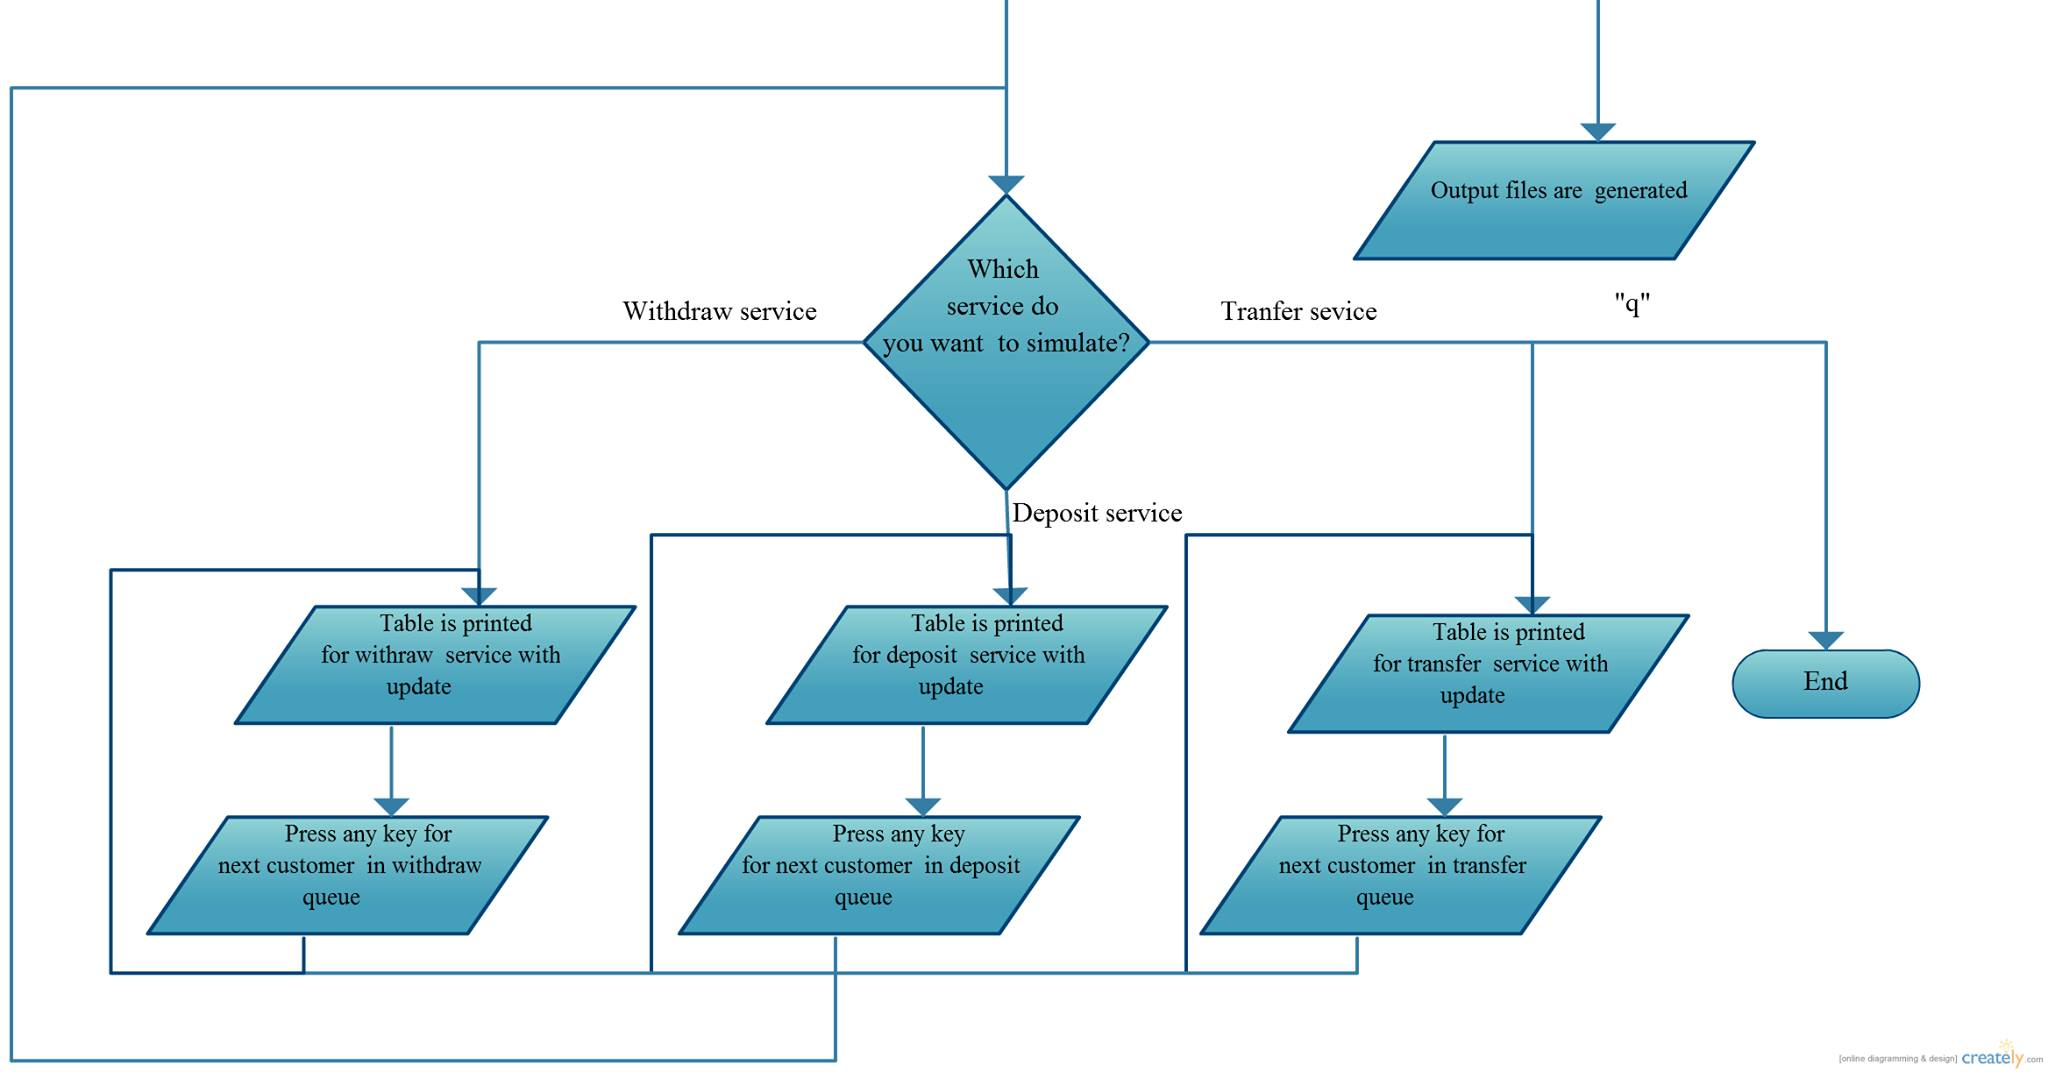 Output files are  generated
Which
service do
you want  to simulate?
Withdraw service
Tranfer sevice
"q"
Deposit service
Table is printed
for withraw  service with
update
Table is printed
for deposit  service with
update
Table is printed
for transfer  service with
update
End
Press any key for
next customer  in withdraw
queue
Press any key
for next customer  in deposit
queue
Press any key for
next customer  in transfer
queue
[online diagramming & design] creately.com